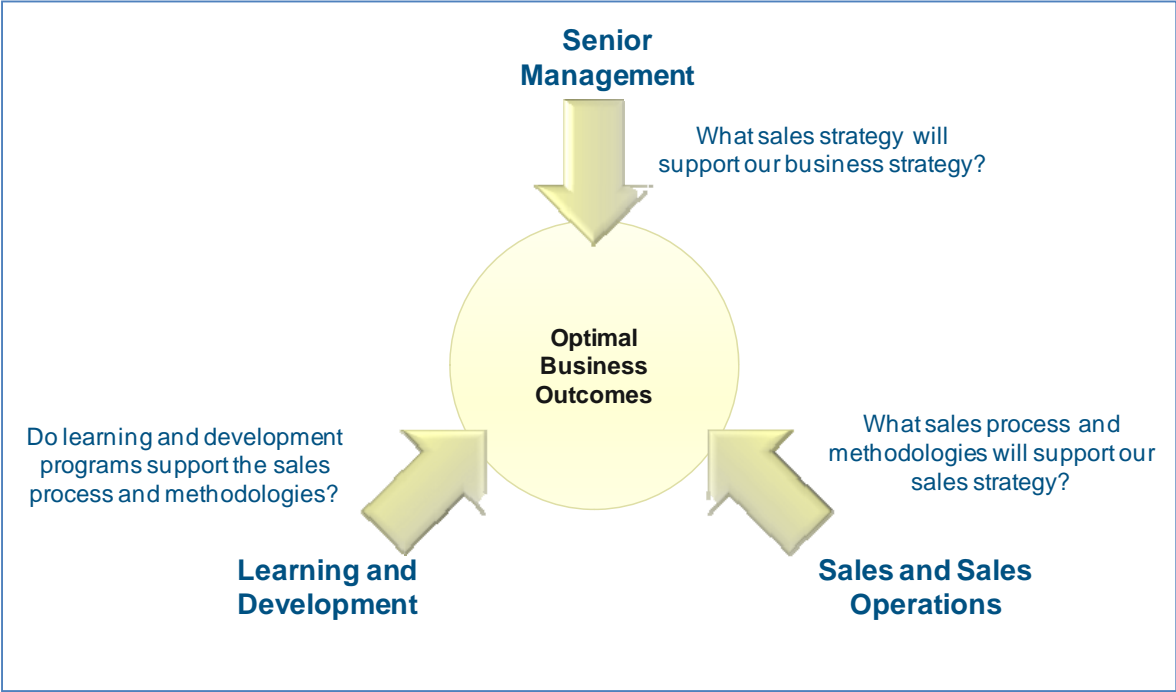 Senior
Management
What sales strategy will
support our business strategy?
Optimal
Business
Outcomes
Do learning and development
programs support the sales
process and methodologies?
What sales process and
methodologies will support our
sales strategy?
Learning and
Development
Sales and Sales
Operations